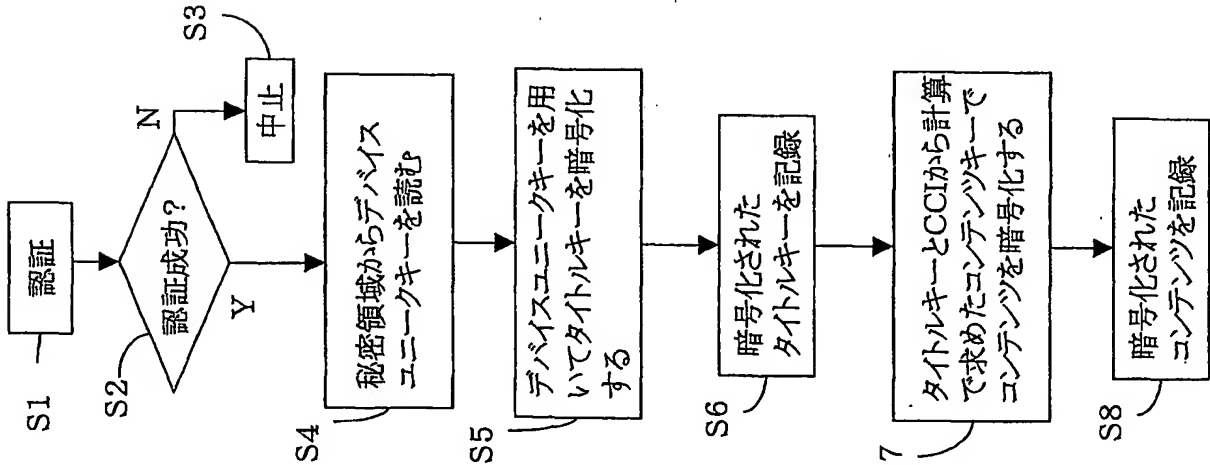 S1
認証
S2
認証成功?
N
S3
中止
Y
S4
秘密領域からデバイス
ユニークキーを読む
S5
デバイスユニークキーを用
いてタイトルキーを暗号化
する
S6
暗号化された
タイトルキーを記録
7
タイトルキーとCCIから計算
で求めたコンテンツキーで
コンテンツを暗号化する
S8
暗号化された
コンテンツを記録